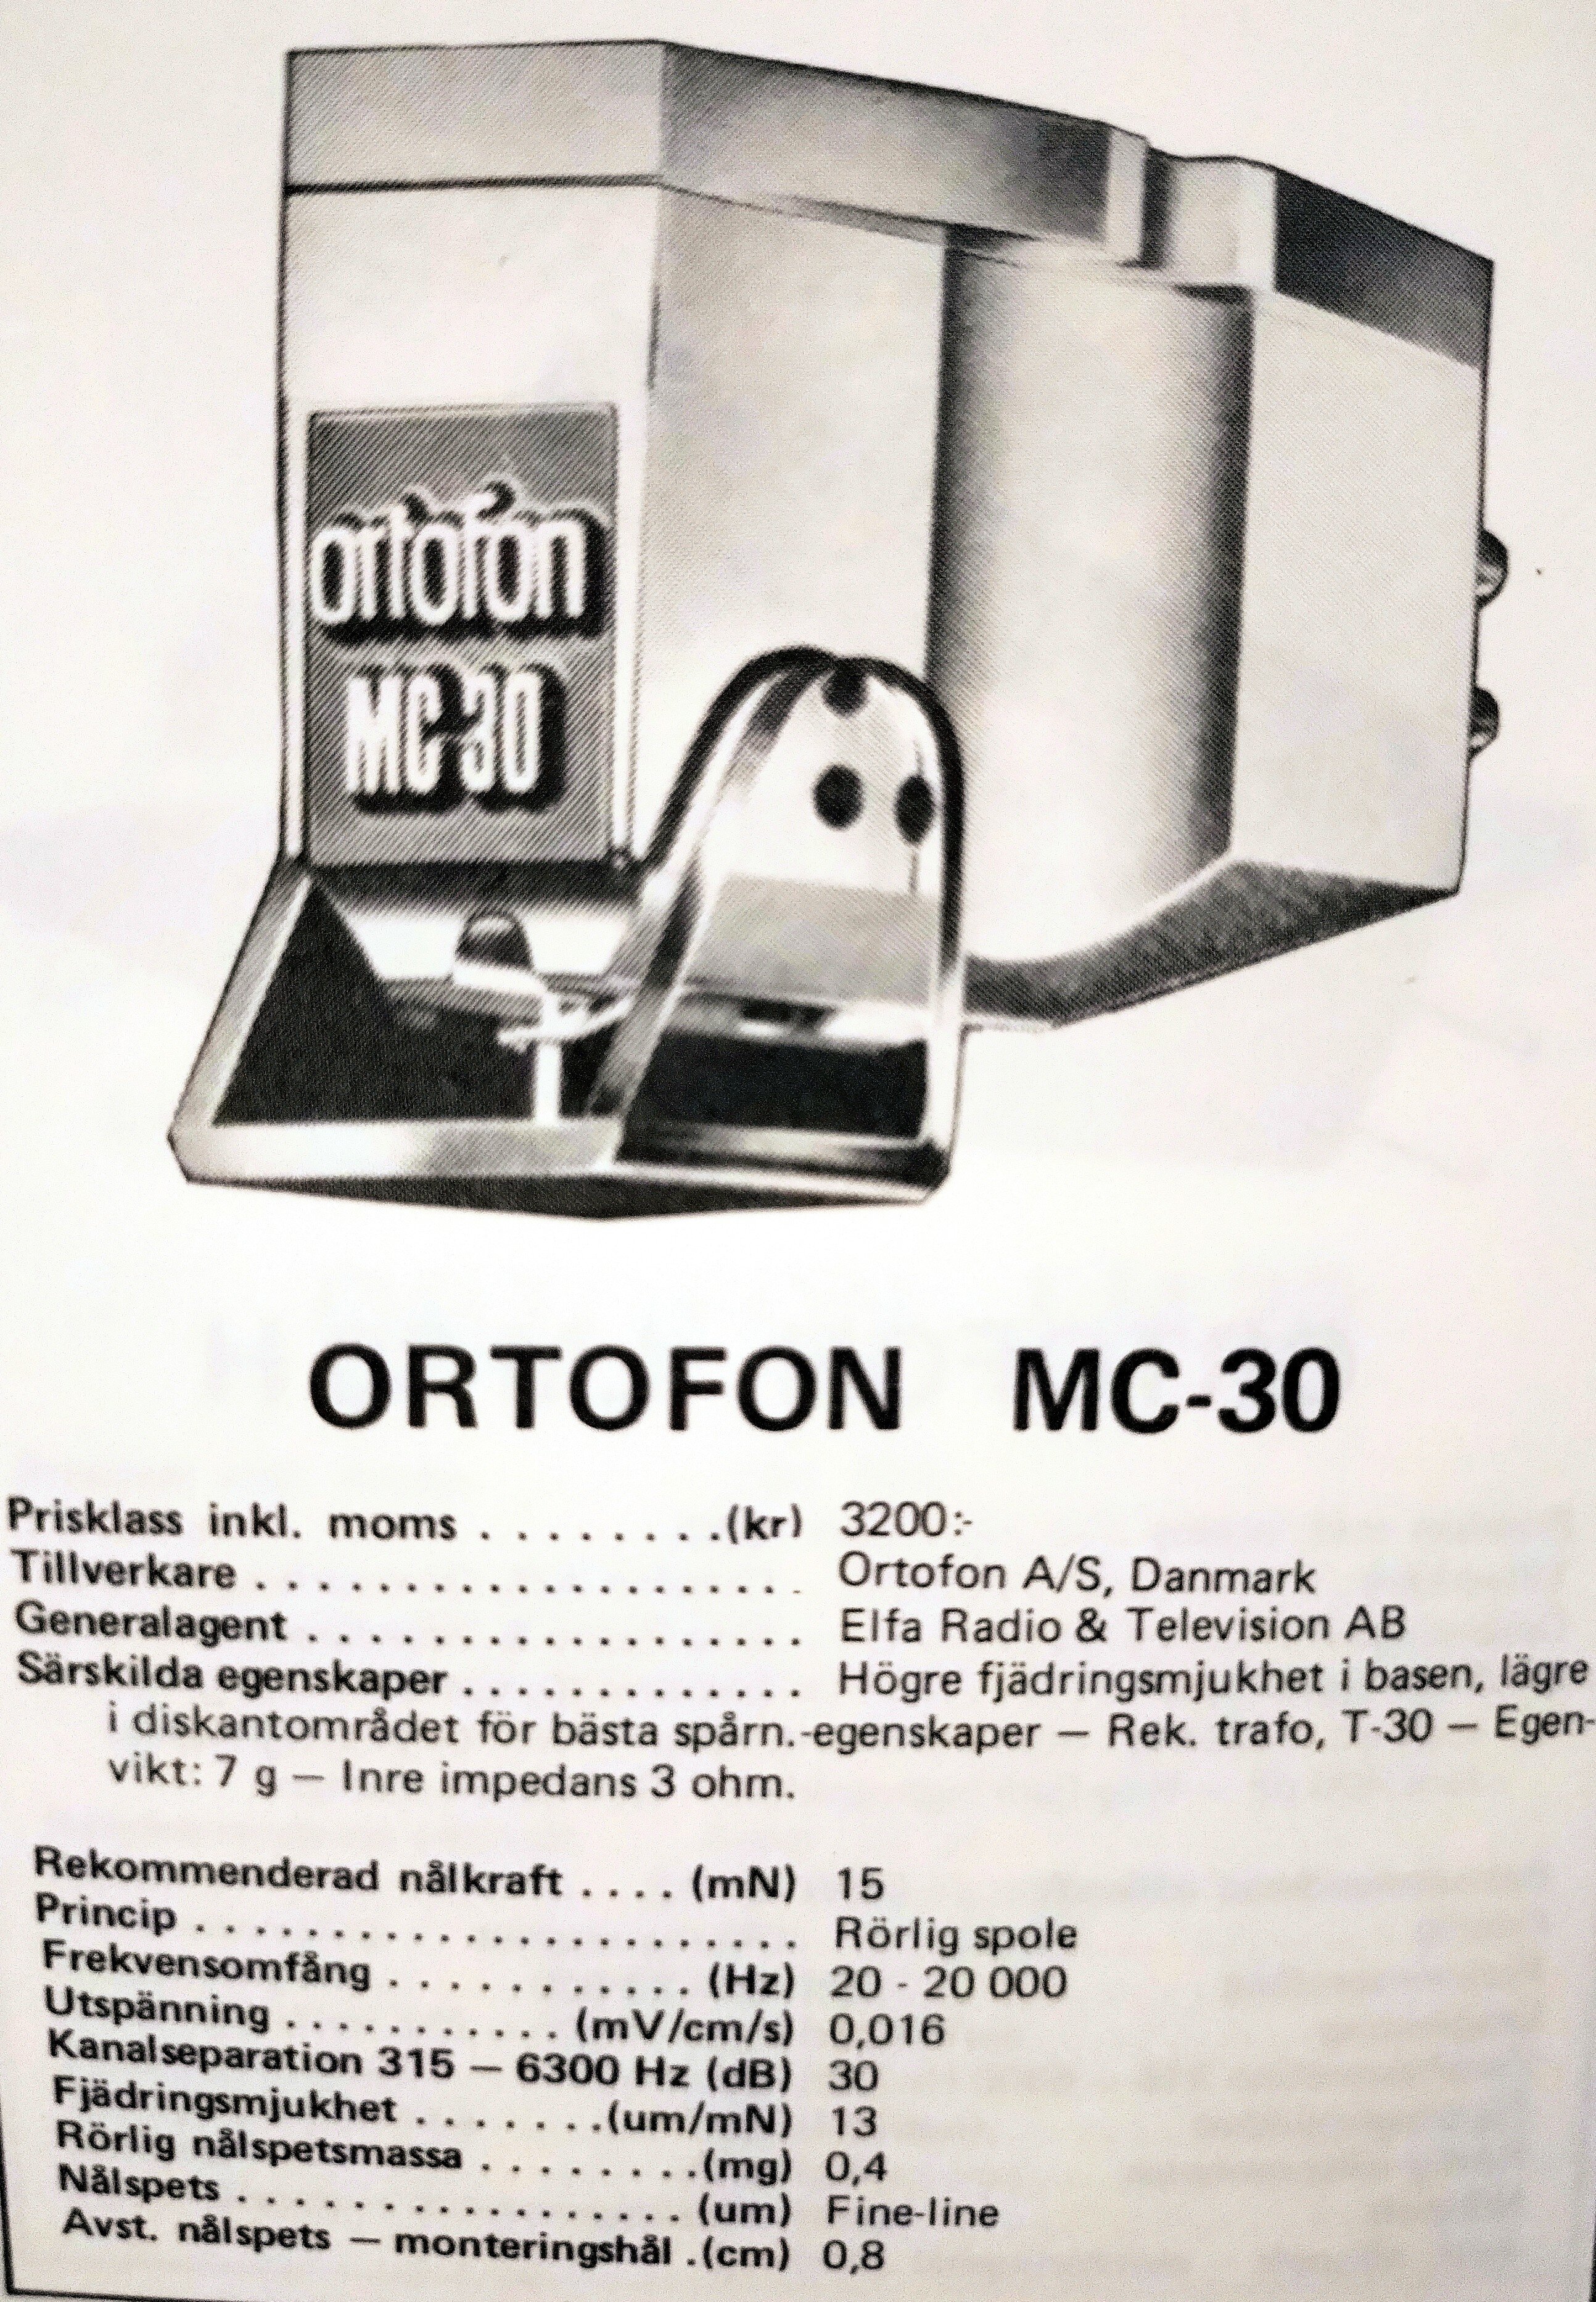 ortofon
MC-30
ORTOFON MC-30
Prisklass inkl. moms . . . . . . . .(kr) 3200:-
Tillverkare . . . . . . . . . . . . . . . . . . . . . . Ortofon A/S, Danmark
Generalagent . . . . . . . . . . . . . . . . . . . . Elfa Radio & Television AB
Särskilda egenskaper . . . . . . . . . . . . . . Högre fjädringsmjukhet i basen, lägre
i diskantområdet för bästa spårn.-egenskaper — Rek. trafo, T-30 — Egen-
vikt: 7 g — Inre impedans 3 ohm.
Rekommenderad nålkraft . . . . (mN) 15
Princip . . . . . . . . . . . . . . . . . . . . . . . . Rörlig spole
Frekvensomfång . . . . . . . . . . . . (Hz) 20 - 20 000
Utspänning . . . . . . . . . . . (mV/cm/s) 0,016
Kanalseparation 315 — 6300 Hz (dB) 30
Fjädringsmjukhet . . . . . . .(um/mN) 13
Rörlig nålspetsmassa . . . . . . . .(mg) 0,4
Nålspets . . . . . . . . . . . . . . . . . . (um) Fine-line
Avst. nålspets — monteringshål .(cm) 0,8